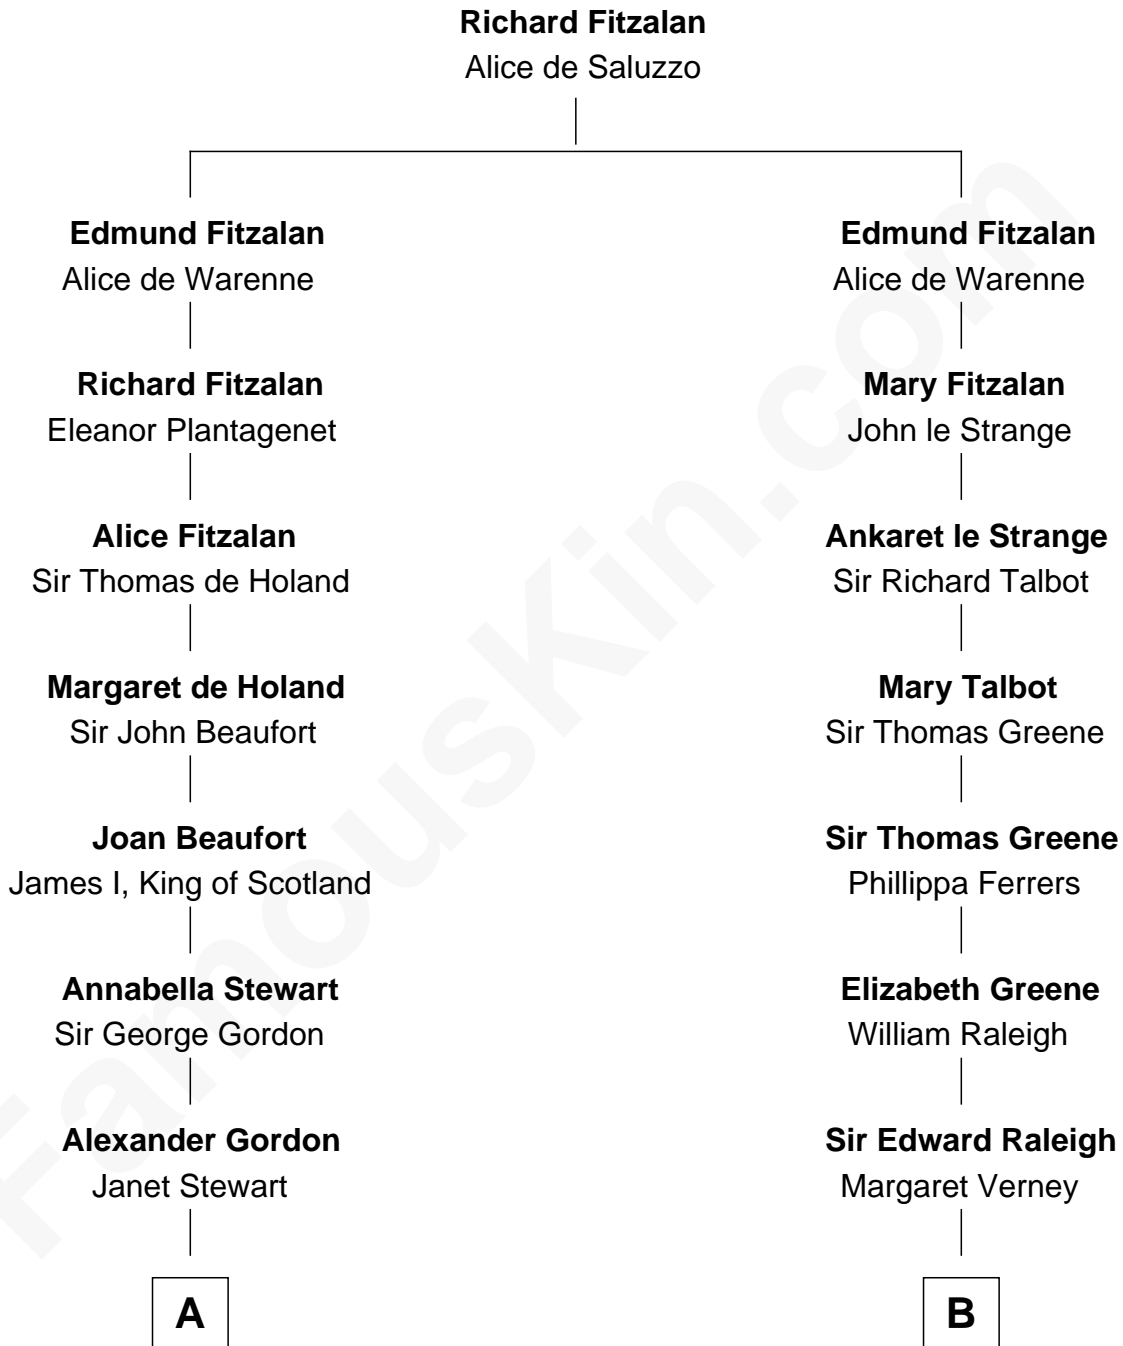 Richard Fitzalan
Alice de Saluzzo
Edmund Fitzalan
Alice de Warenne
Edmund Fitzalan
Alice de Warenne
Richard Fitzalan
Eleanor Plantagenet
Mary Fitzalan
John le Strange
Alice Fitzalan
Sir Thomas de Holand
Ankaret le Strange
Sir Richard Talbot
Margaret de Holand
Sir John Beaufort
Mary Talbot
Sir Thomas Greene
Joan Beaufort
James I, King of Scotland
Sir Thomas Greene
Phillippa Ferrers
Annabella Stewart
Sir George Gordon
Elizabeth Greene
William Raleigh
Alexander Gordon
Janet Stewart
Sir Edward Raleigh
Margaret Verney
A
B
FamousKin.com